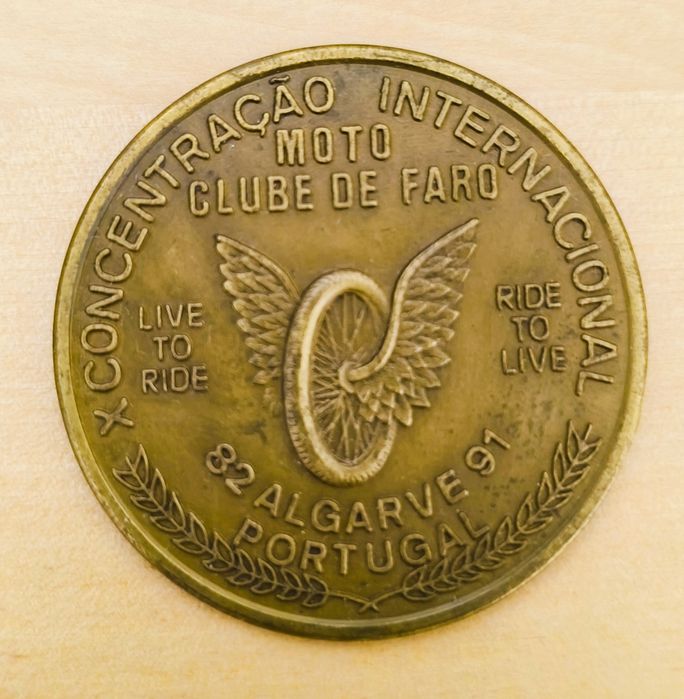 X CONCENTRAÇÃO INTERNACIONAL
MOTO
CLUBE DE FARO
LIVE
TO
RIDE
RIDE
TO
LIVE
82 ALGARVE 91
PORTUGAL